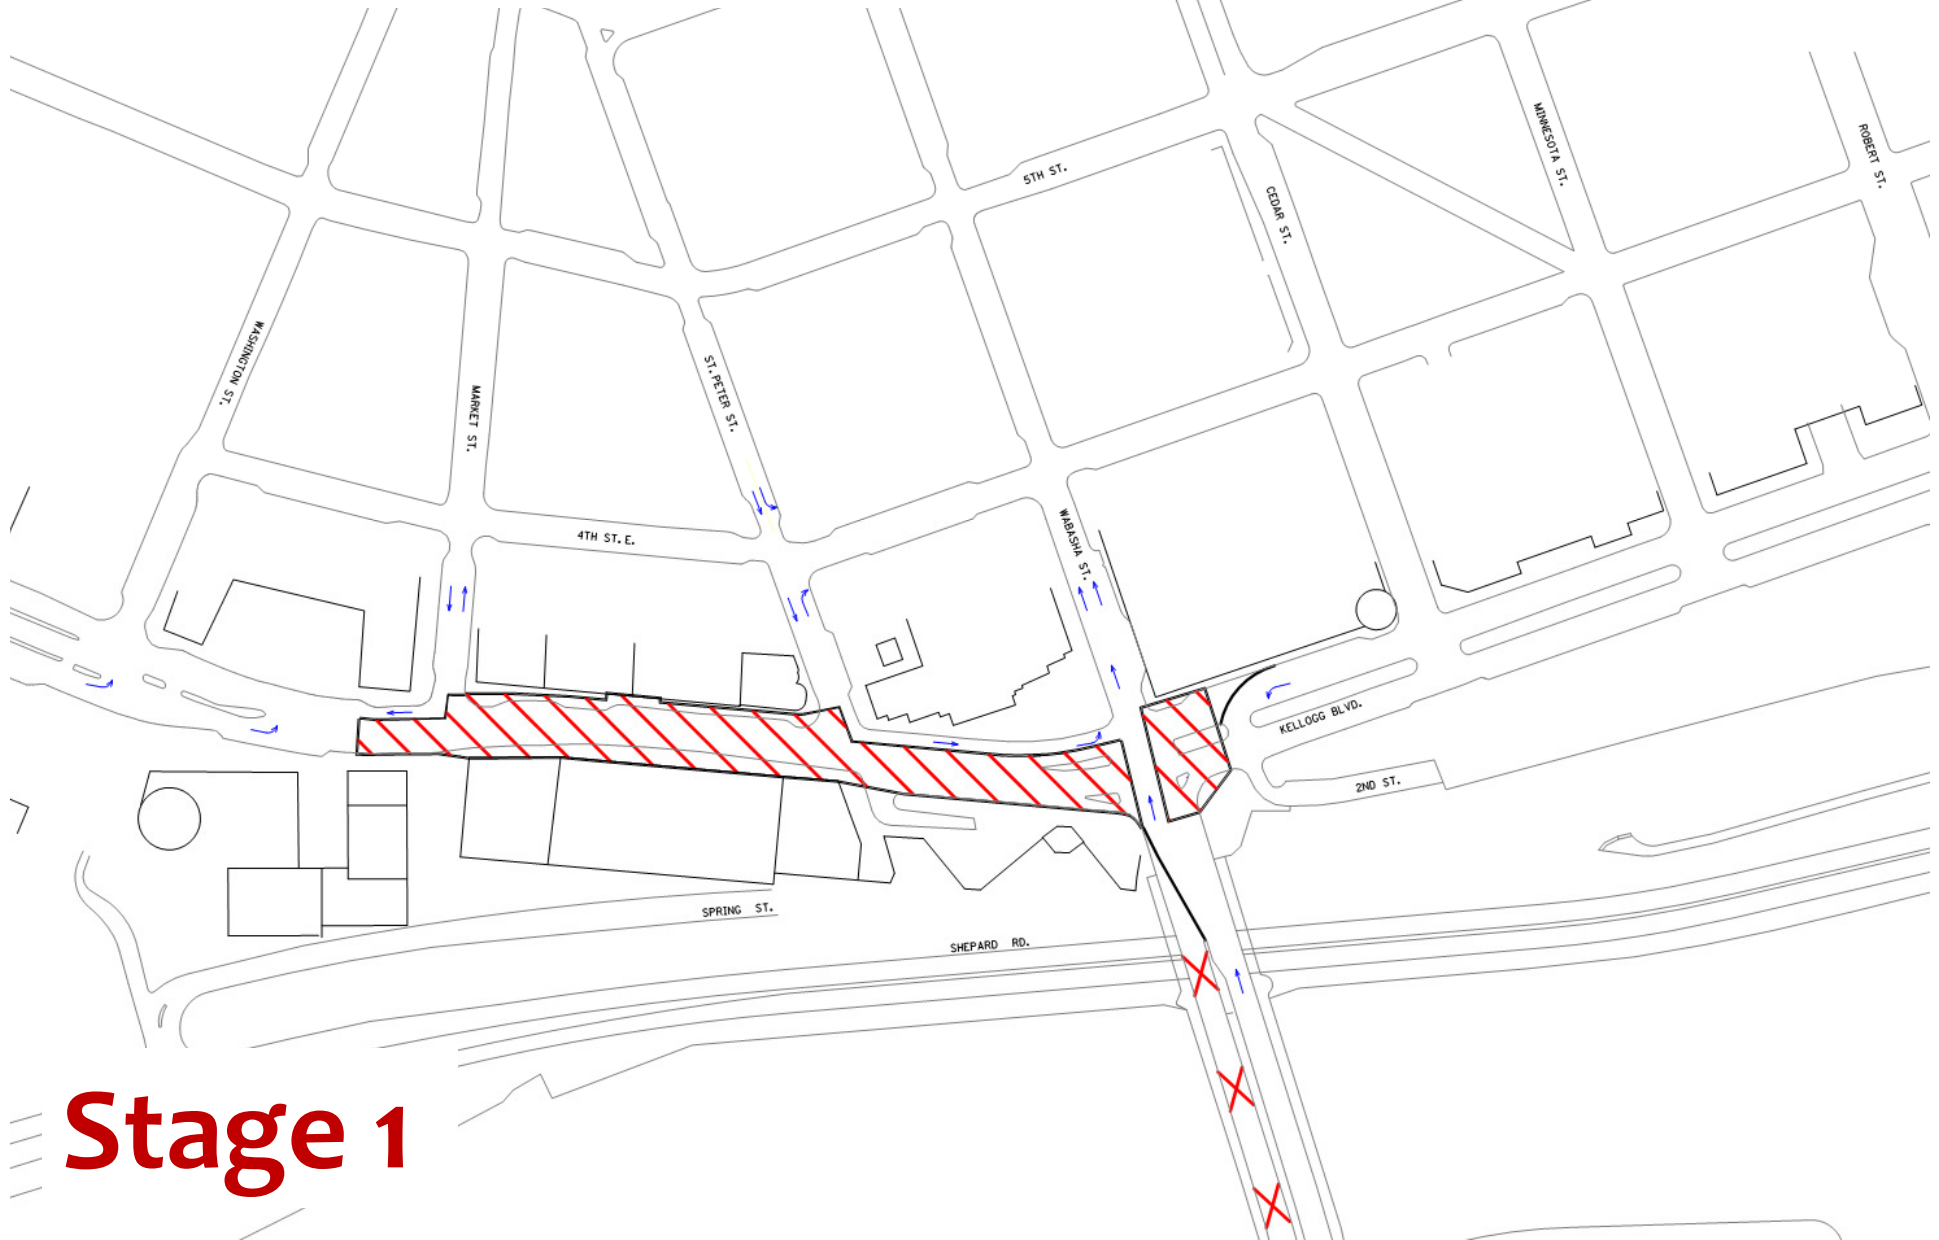 MINNESOTA ST.
ROBERT ST.
5TH ST.
CEDAR ST.
WASHINGTON ST.
ST. PETER ST.
MARKET ST.
4TH ST. E.
WABASHA ST.
KELLOGG BLVD.
2ND ST.
SPRING ST.
SHEPARD RD.
Stage 1